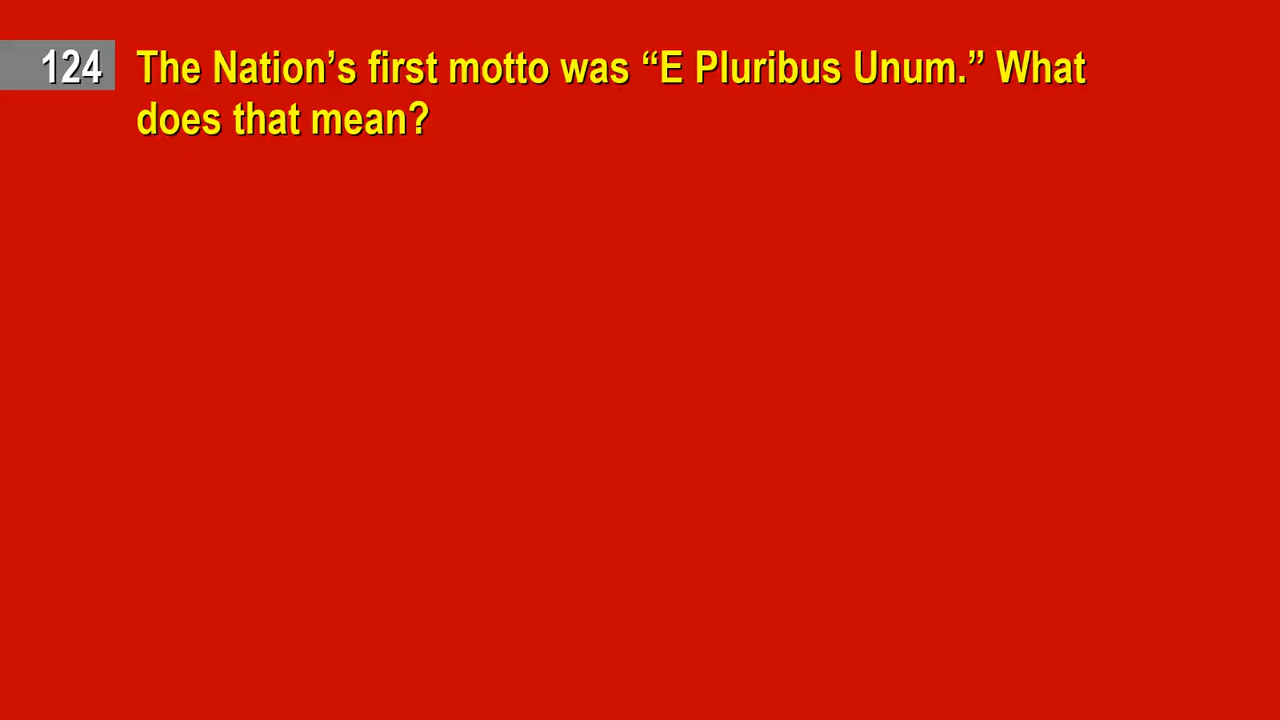 124 The Nation’s first motto was “E Pluribus Unum.” What
does that mean?